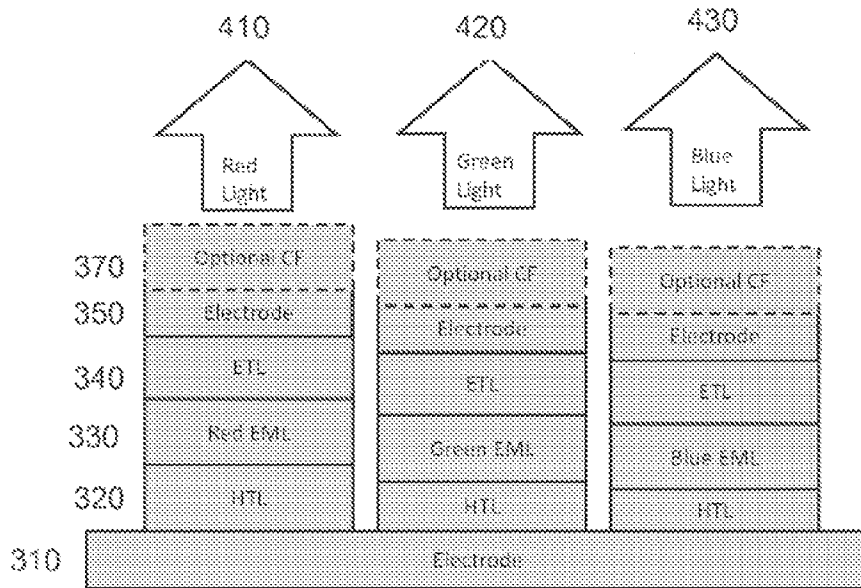 410 420 430
Red Light
Green Light
Blue Light
370 Optional CF Optional CF Optional CF
350 Electrode Electrode Electrode
340 ETL ETL ETL
330 Red EML Green EML Blue EML
320 HTL HTL HTL
310 Electrode